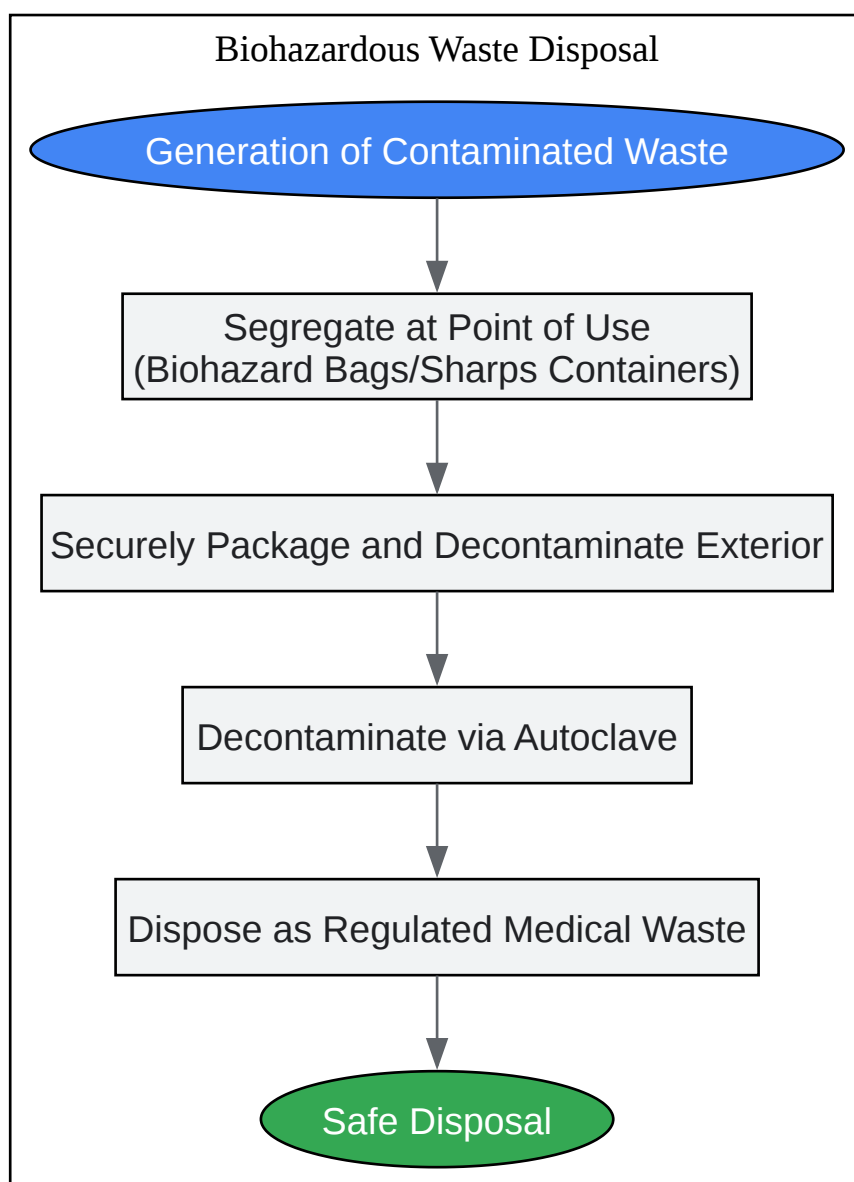 Biohazardous Waste Disposal
Generation of Contaminated Waste
Segregate at Point of Use
(Biohazard Bags/Sharps Containers)
Securely Package and Decontaminate Exterior
Decontaminate via Autoclave
Dispose as Regulated Medical Waste
Safe Disposal